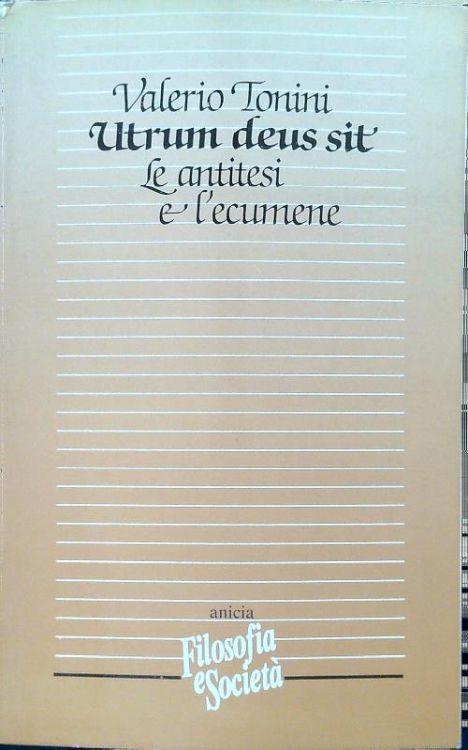 Valerio Tonini
Utrum deus sit
Le antitesi
e l'ecumene
anicia
Filosofia
e Società